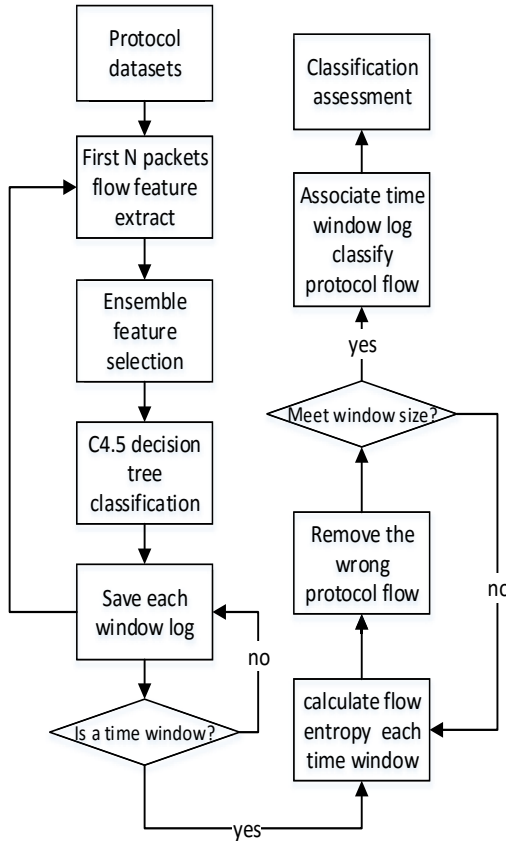 Protocol
datasets
First N packets
flow feature
extract
Ensemble
feature
selection
C4.5 decision
tree
classification
Save each
window log
no
Is a time window?
yes
calculate flow
entropy each
time window
Remove the
wrong
protocol flow
no
Meet window size?
yes
Associate time
window log
classify
protocol flow
Classification
assessment